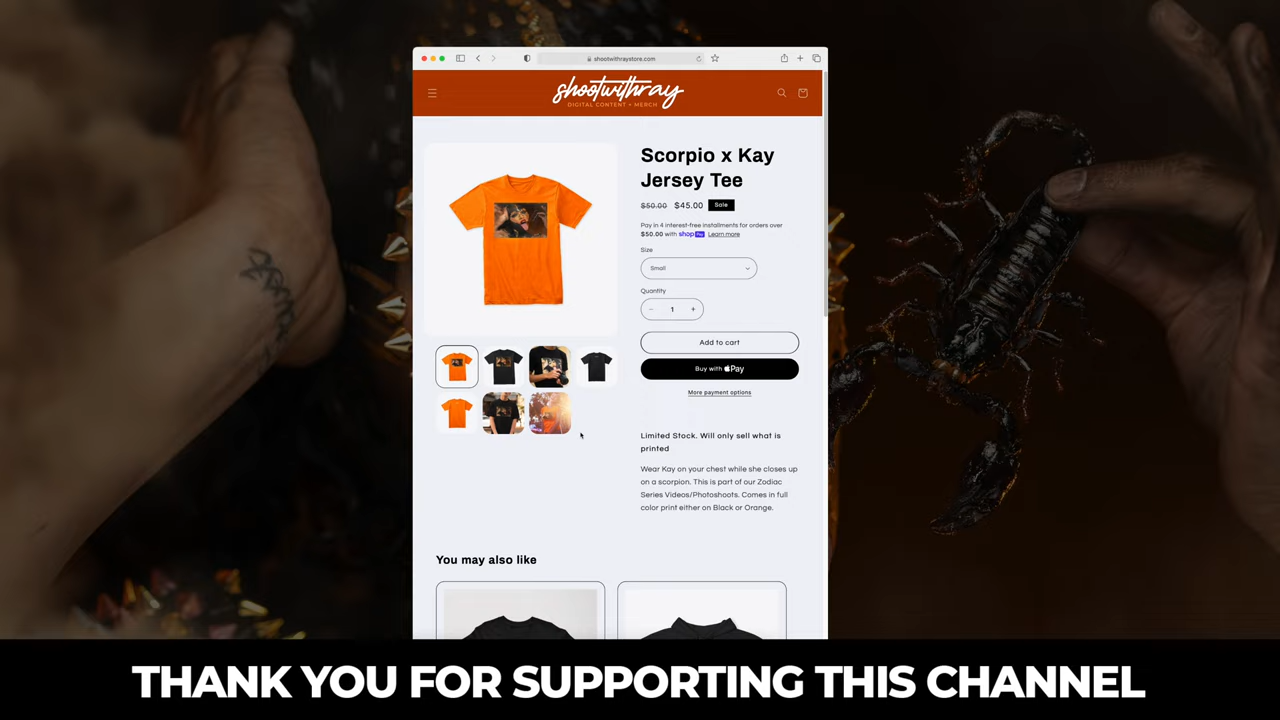 shootwithraystore.com
shootwithray
DIGITAL CONTENT + MERCH
Scorpio x Kay
Jersey Tee
$50.00 $45.00 Sale
Pay in 4 interest-free installments for orders over
$50.00 with shop Pay Learn more
Size
Small
Quantity
1
Add to cart
Buy with Pay
More payment options
Limited Stock. Will only sell what is
printed
Wear Kay on your chest while she closes up
on a scorpion. This is part of our Zodiac
Series Videos/Photoshoots. Comes in full
color print either on Black or Orange.
You may also like
THANK YOU FOR SUPPORTING THIS CHANNEL